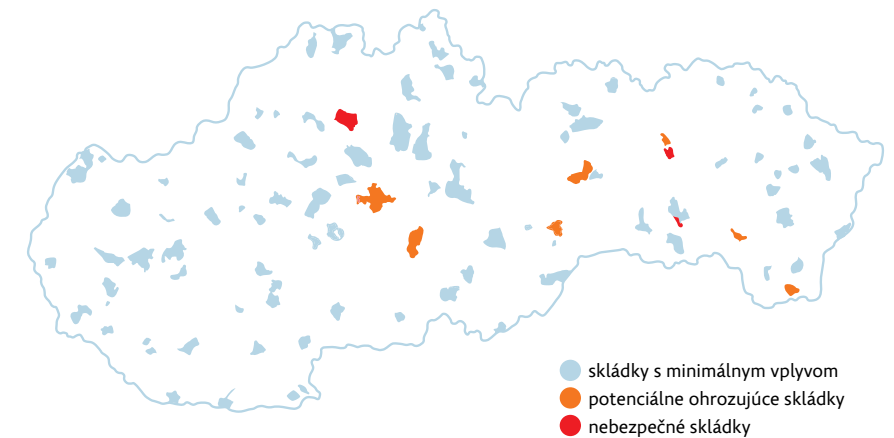 skládky s minimálnym vplyvom
potenciálne ohrozujúce skládky
nebezpečné skládky